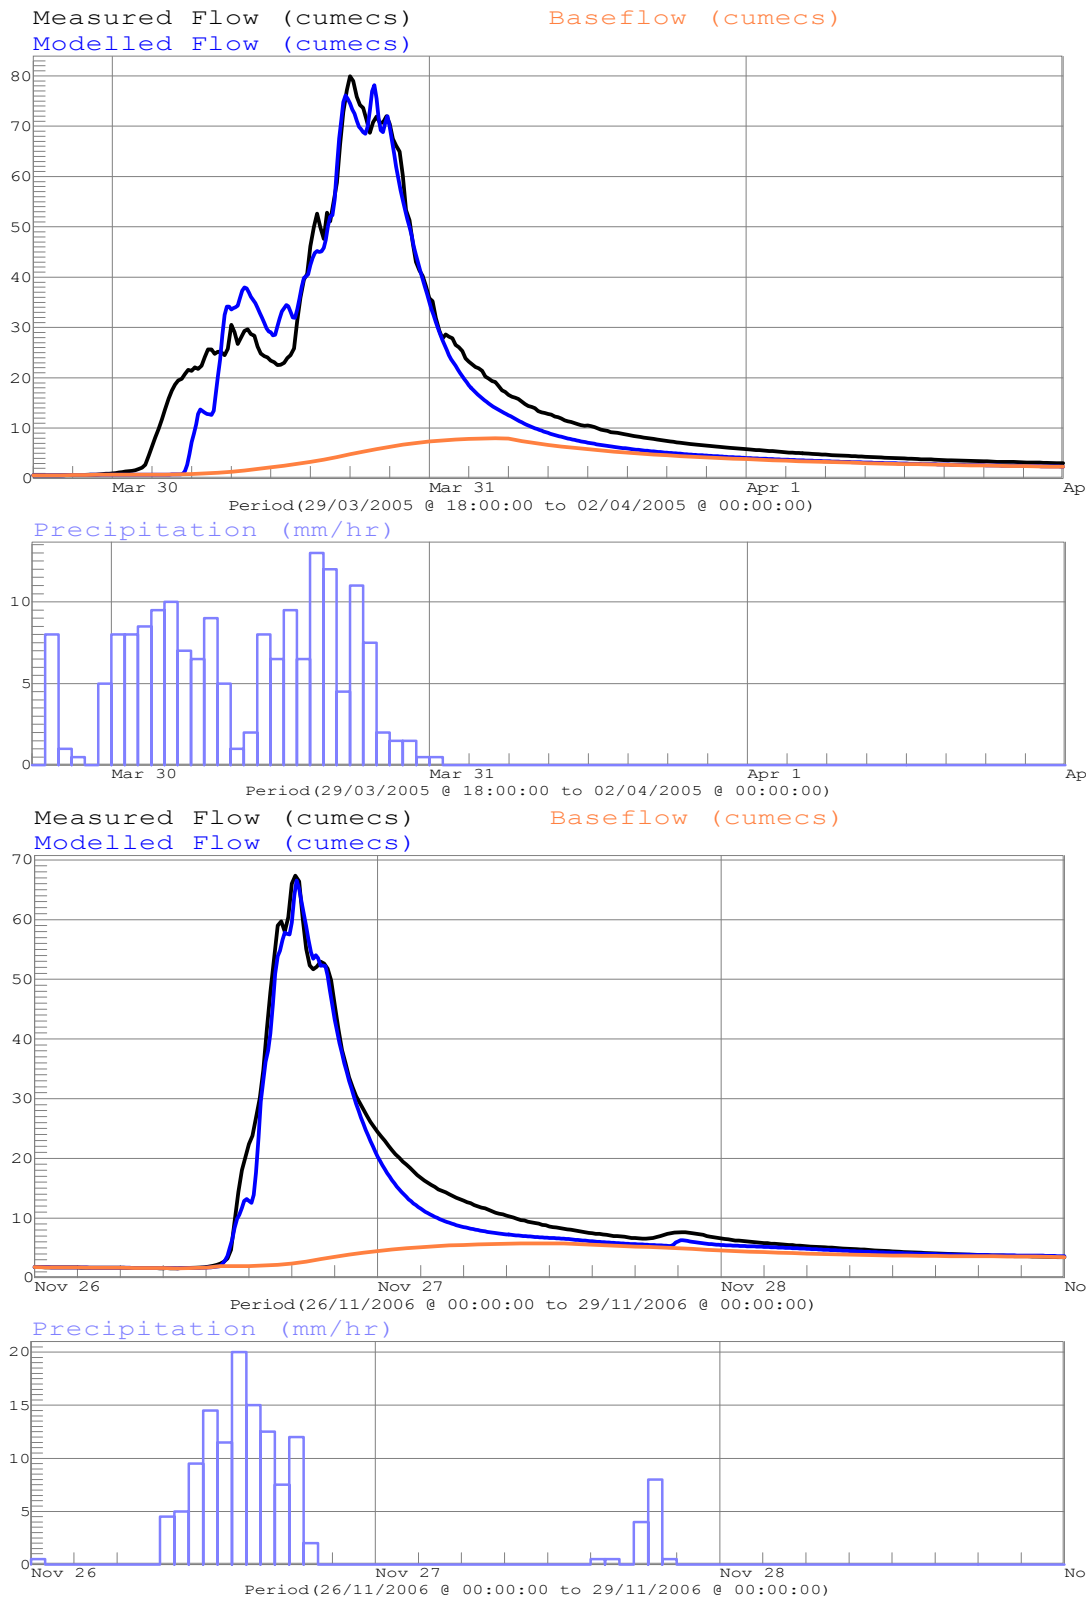 Measured Flow (cumecs) Baseflow (cumecs)
Modelled Flow (cumecs)
80
70
60
50
40
30
20
10
0
Mar 30 Mar 31 Apr 1 Ap
Period(29/03/2005 @ 18:00:00 to 02/04/2005 @ 00:00:00)
Precipitation (mm/hr)
10
5
0
Mar 30 Mar 31 Apr 1 Ap
Period(29/03/2005 @ 18:00:00 to 02/04/2005 @ 00:00:00)
Measured Flow (cumecs) Baseflow (cumecs)
Modelled Flow (cumecs)
70
60
50
40
30
20
10
0
Nov 26 Nov 27 Nov 28 No
Period(26/11/2006 @ 00:00:00 to 29/11/2006 @ 00:00:00)
Precipitation (mm/hr)
20
15
10
5
0
Nov 26 Nov 27 Nov 28 No
Period(26/11/2006 @ 00:00:00 to 29/11/2006 @ 00:00:00)